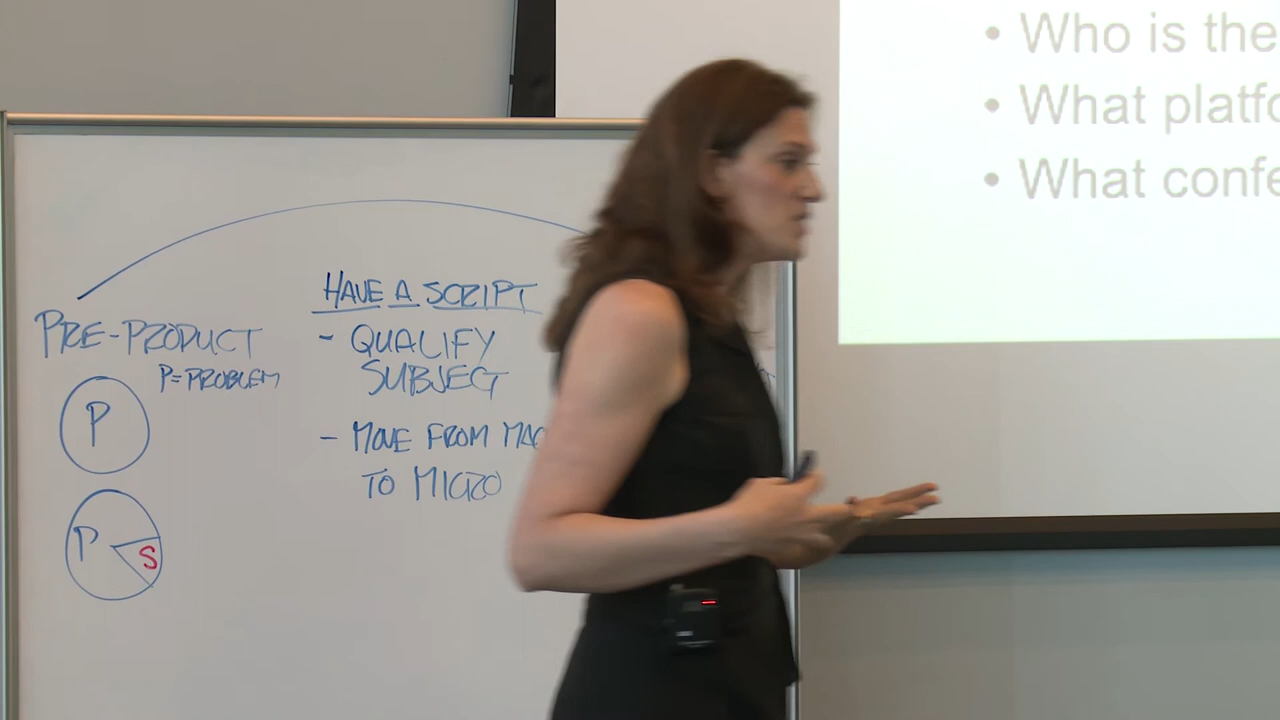 PRE-PRODUCT
P=PROBLEM
P
P
S
HAVE A SCRIPT
- QUALIFY
SUBJECT
- MOVE FROM MAC
TO MICRO
• Who is the
• What platfo
• What confe